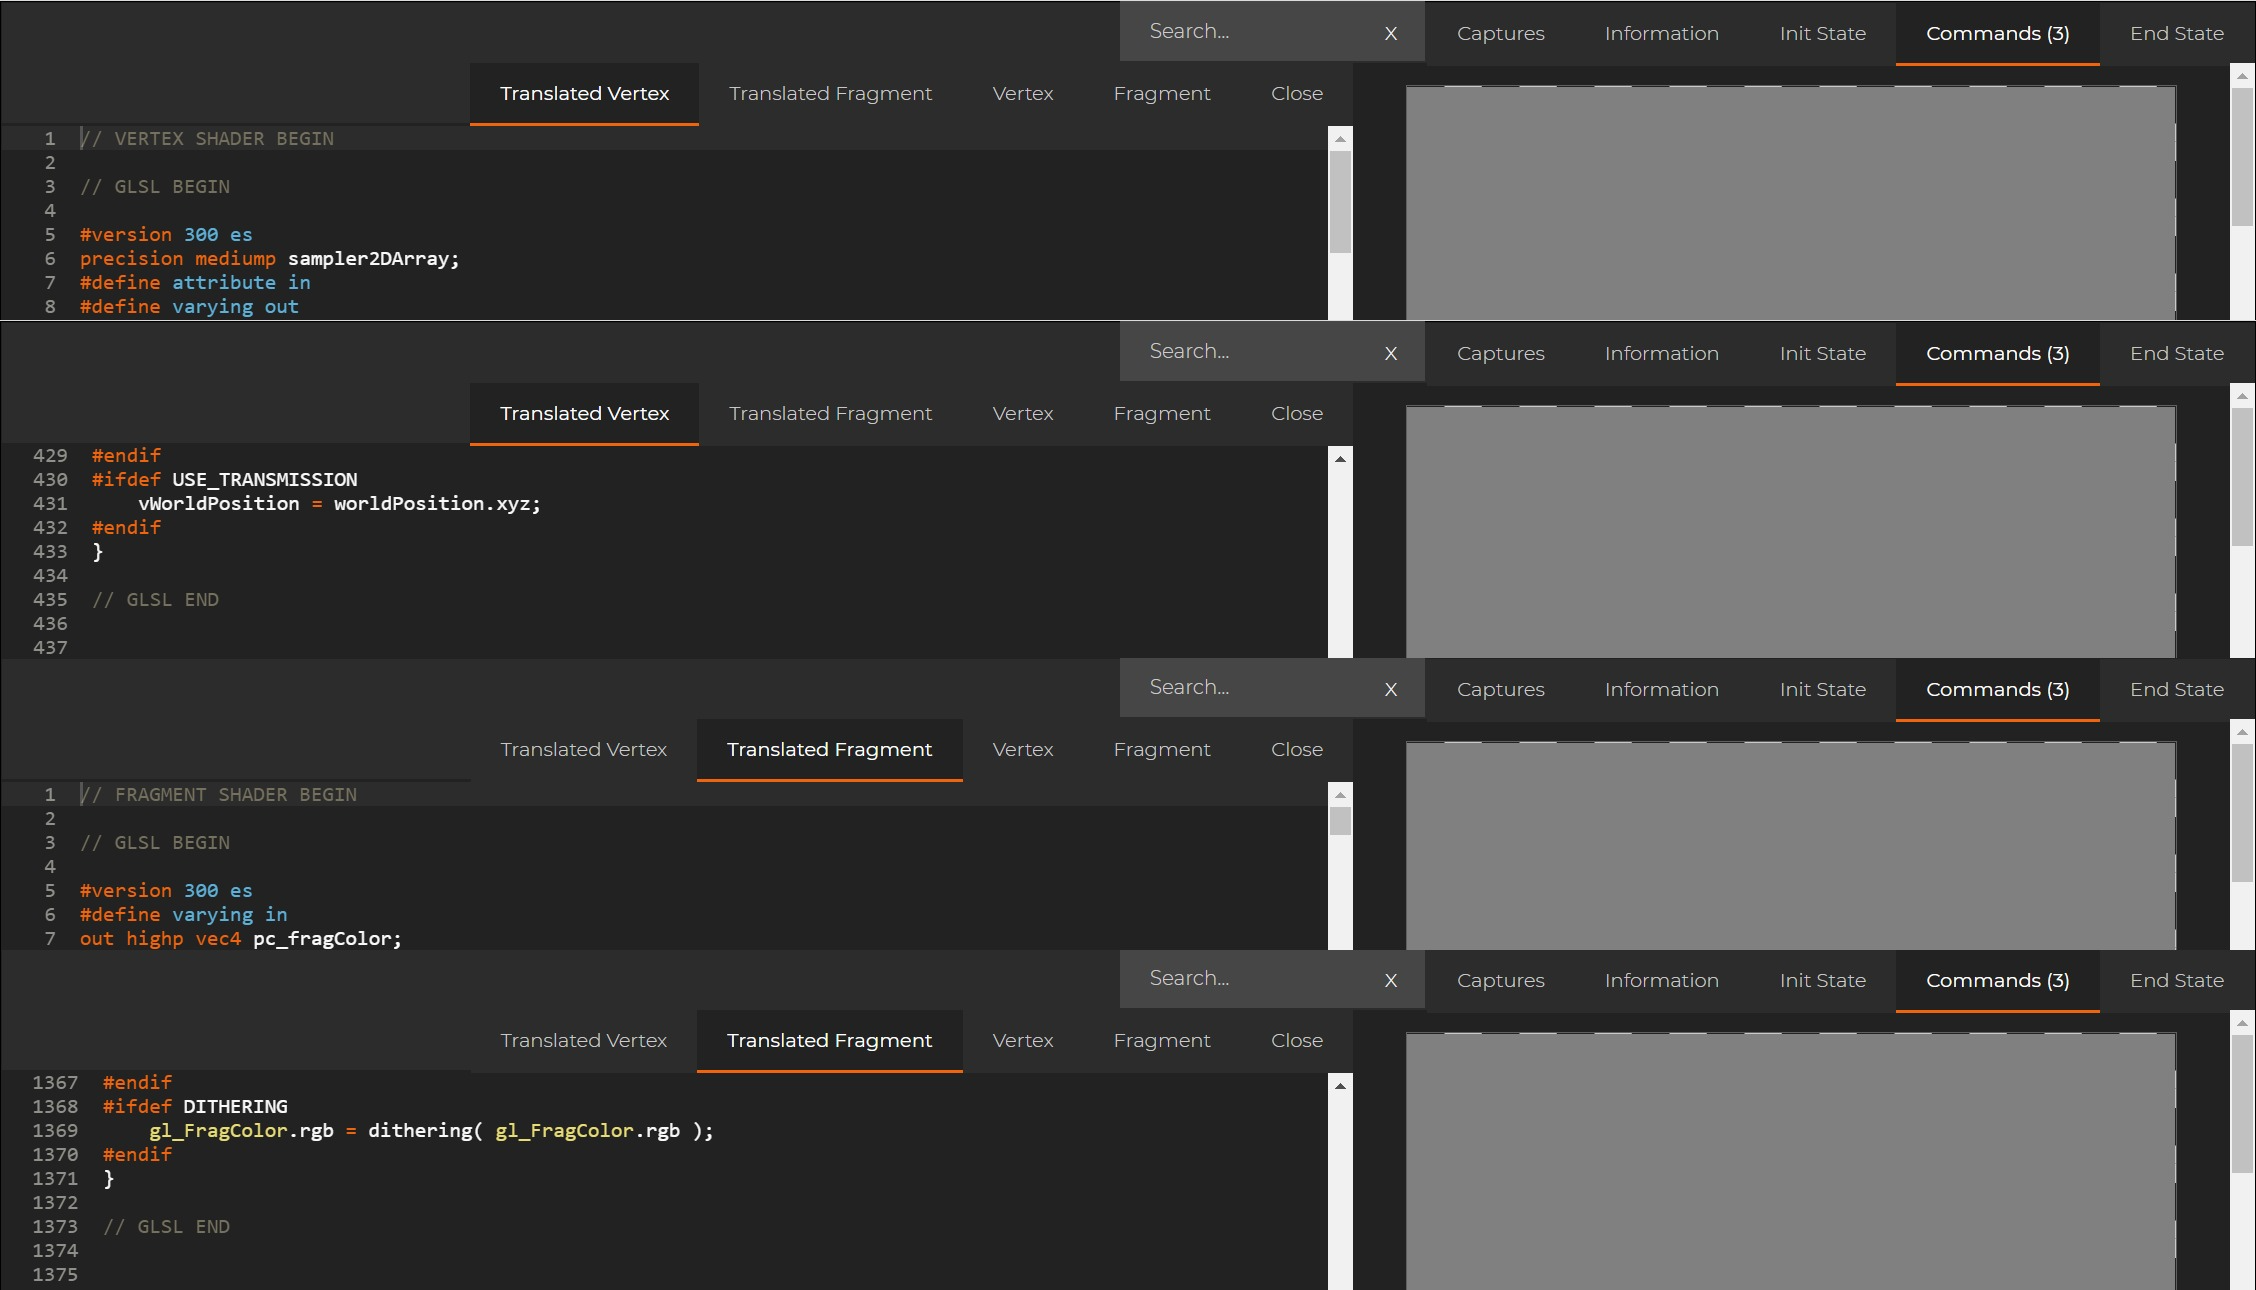 Search... X Captures Information Init State Commands (3) End State
Translated Vertex Translated Fragment Vertex Fragment Close
1 // VERTEX SHADER BEGIN
2
3 // GLSL BEGIN
4
5 #version 300 es
6 precision mediump sampler2DArray;
7 #define attribute in
8 #define varying out
Search... X Captures Information Init State Commands (3) End State
Translated Vertex Translated Fragment Vertex Fragment Close
429 #endif
430 #ifdef USE_TRANSMISSION
431 vWorldPosition = worldPosition.xyz;
432 #endif
433 }
434
435 // GLSL END
436
437
Search... X Captures Information Init State Commands (3) End State
Translated Vertex Translated Fragment Vertex Fragment Close
1 // FRAGMENT SHADER BEGIN
2
3 // GLSL BEGIN
4
5 #version 300 es
6 #define varying in
7 out highp vec4 pc_fragColor;
Search... X Captures Information Init State Commands (3) End State
Translated Vertex Translated Fragment Vertex Fragment Close
1367 #endif
1368 #ifdef DITHERING
1369 gl_FragColor.rgb = dithering( gl_FragColor.rgb );
1370 #endif
1371 }
1372
1373 // GLSL END
1374
1375